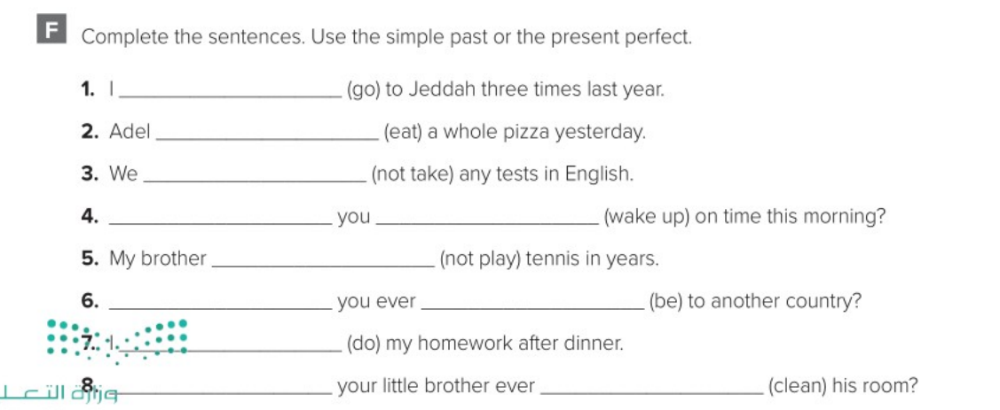 F Complete the sentences. Use the simple past or the present perfect.
1. I ____________________ (go) to Jeddah three times last year.
2. Adel ____________________ (eat) a whole pizza yesterday.
3. We ____________________ (not take) any tests in English.
4. ____________________ you ____________________ (wake up) on time this morning?
5. My brother ____________________ (not play) tennis in years.
6. ____________________ you ever ____________________ (be) to another country?
7. I ____________________ (do) my homework after dinner.
8. ____________________ your little brother ever ____________________ (clean) his room?
وزارة